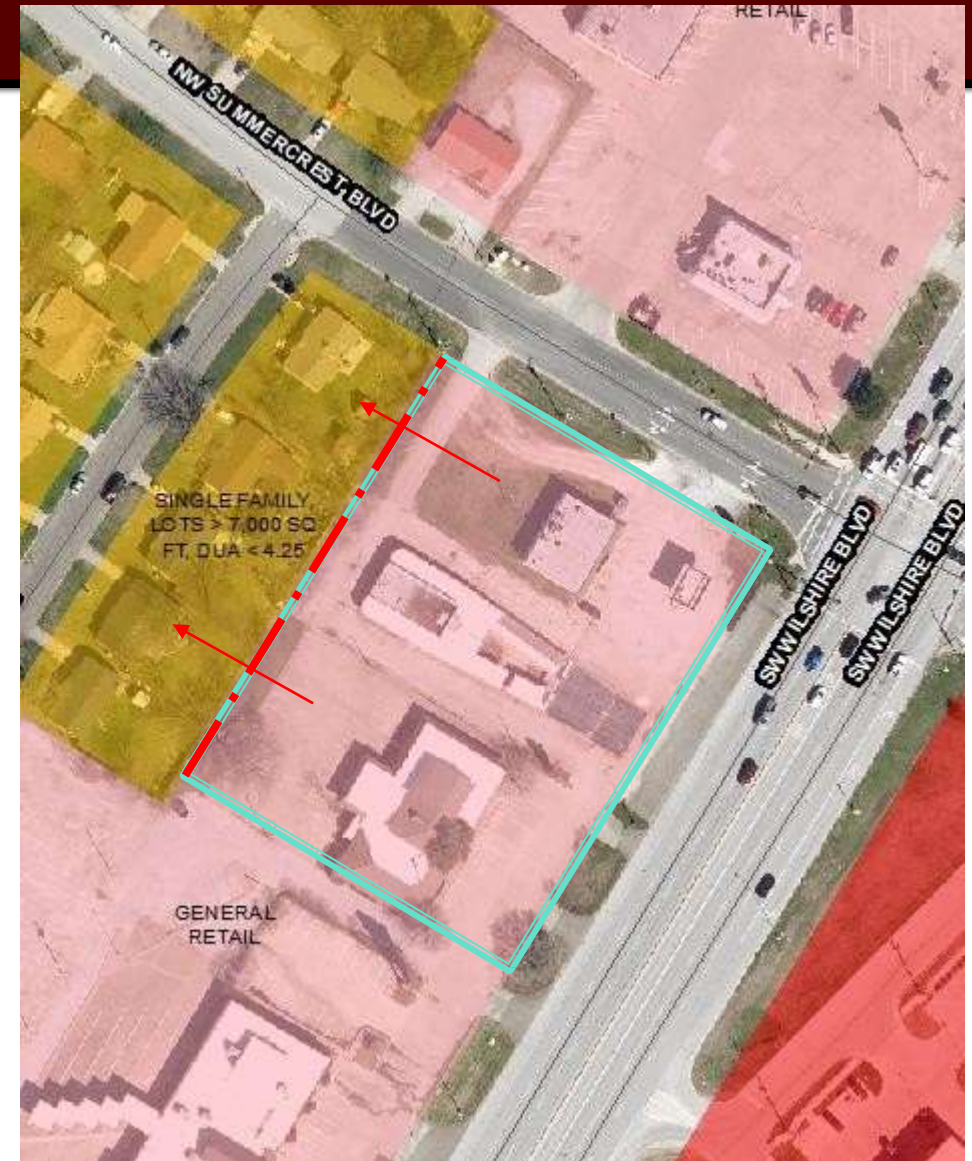 RETAIL
NW SUMMERCREST BLVD
SINGLE FAMILY,
LOTS > 7,000 SQ
FT, DUA < 4.25
SW WILSHIRE BLVD
SW WILSHIRE BLVD
GENERAL
RETAIL